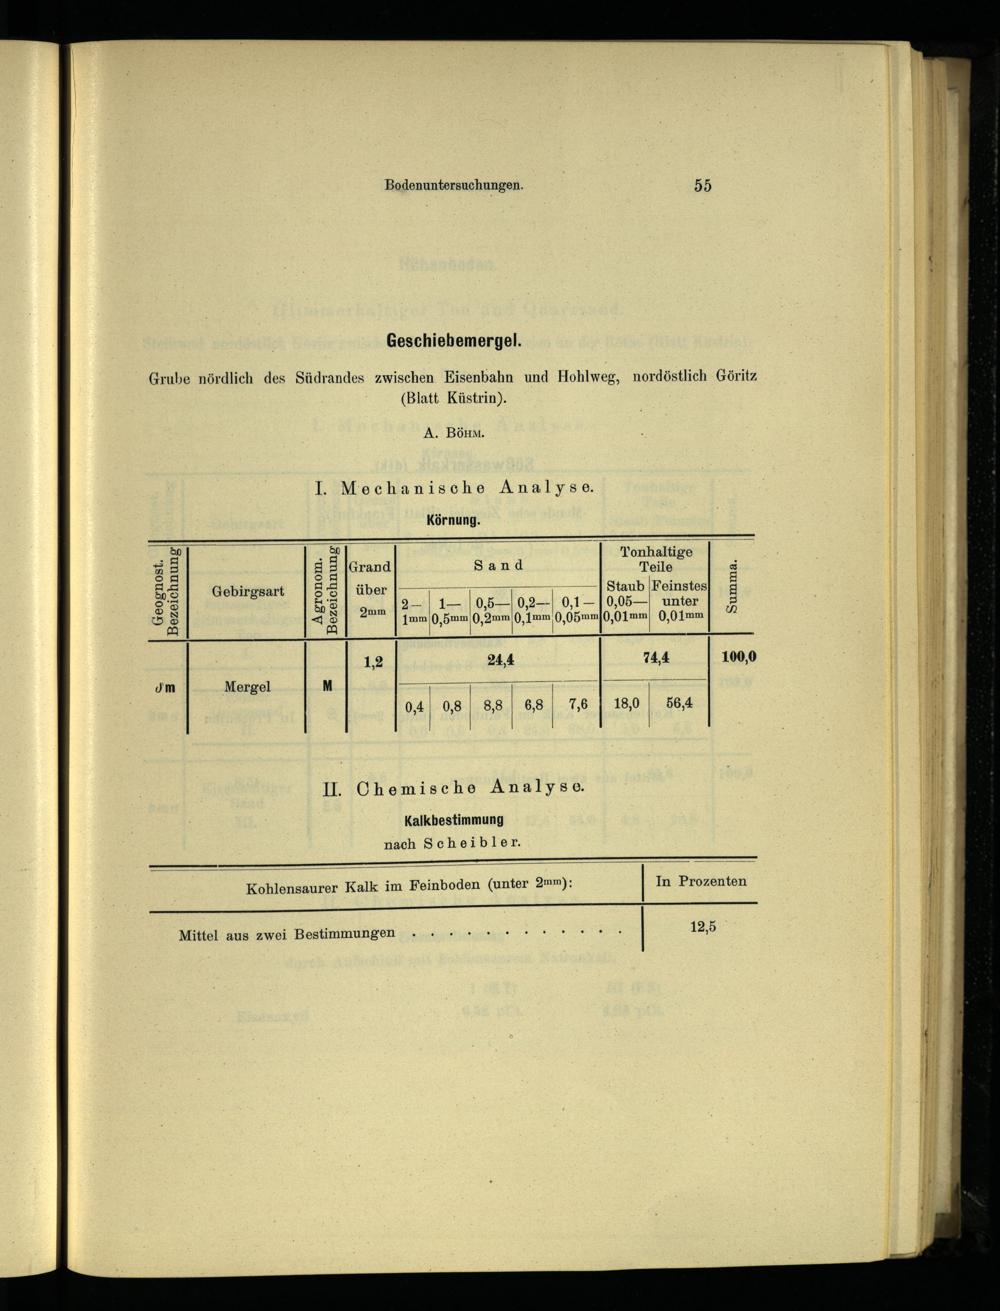 Bodenuntersuchungen. 55
Geschiebemergel.
Grube nördlich des Südrandes zwischen Eisenbahn und Hohlweg, nordöstlich Göritz
(Blatt Küstrin).
A. Böhm.
I. Mechanische Analyse.
Körnung.
Geognost. Bezeichnung Gebirgsart Agronom. Bezeichnung Grand über 2mm Sand Tonhaltige Teile Summa.
2—1mm 1—0,5mm 0,5—0,2mm 0,2—0,1mm 0,1—0,05mm Staub 0,05—0,01mm Feinstes unter 0,01mm
1,2 24,4 74,4 100,0
∂m Mergel M
0,4 0,8 8,8 6,8 7,6 18,0 56,4
II. Chemische Analyse.
Kalkbestimmung
nach Scheibler.
Kohlensaurer Kalk im Feinboden (unter 2mm): In Prozenten
Mittel aus zwei Bestimmungen . . . . . . . . . . . . 12,5